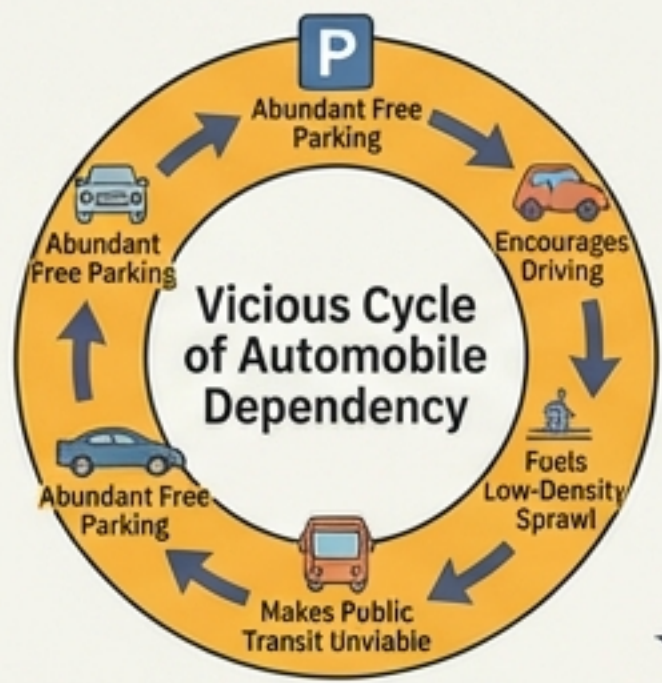 P
Abundant Free
Parking
Encourages
Driving
Fuels
Low-Density
Sprawl
Makes Public
Transit Unviable
Abundant Free
Parking
Abundant
Free Parking
Vicious Cycle
of Automobile
Dependency